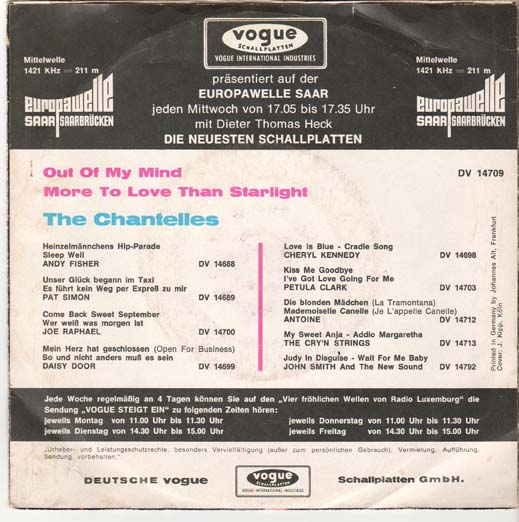 vogue
SCHALLPLATTEN
VOGUE INTERNATIONAL INDUSTRIES
Mittelwelle
1421 KHz — 211 m
europawelle
SAAR SAARBRÜCKEN
präsentiert auf der
EUROPAWELLE SAAR
jeden Mittwoch von 17.05 bis 17.35 Uhr
mit Dieter Thomas Heck
DIE NEUESTEN SCHALLPLATTEN
Mittelwelle
1421 KHz — 211 m
europawelle
SAAR SAARBRÜCKEN
Out Of My Mind
DV 14709
More To Love Than Starlight
The Chantelles
Heinzelmännchens Hip-Parade
Sleep Well
ANDY FISHER DV 14688
Unser Glück begann im Taxi
Es führt kein Weg per Expreß zu mir
PAT SIMON DV 14689
Come Back Sweet September
Wer weiß was morgen ist
JOE RAPHAEL DV 14700
Mein Herz hat geschlossen (Open For Business)
So und nicht anders muß es sein
DAISY DOOR DV 14699
Love Is Blue - Cradle Song
CHERYL KENNEDY DV 14698
Kiss Me Goodbye
I've Got Love Going For Me
PETULA CLARK DV 14703
Die blonden Mädchen (La Tramontana)
Mademoiselle Canelle (Je L'appelle Canelle)
ANTOINE DV 14712
My Sweet Anja - Addio Margaretha
THE CRY'N STRINGS DV 14713
Judy In Disguise - Wait For Me Baby
JOHN SMITH And The New Sound DV 14792
Printed in Germany by Johannes Alt, Frankfurt
Cover: J. Kipp, Köln
Jede Woche regelmäßig an 4 Tagen können Sie auf den „Vier fröhlichen Wellen von Radio Luxemburg" die
Sendung „VOGUE STEIGT EIN" zu folgenden Zeiten hören:
jeweils Montag von 11.00 Uhr bis 11.30 Uhr
jeweils Dienstag von 14.30 Uhr bis 15.00 Uhr
jeweils Donnerstag von 11.00 Uhr bis 11.30 Uhr
jeweils Freitag von 14.30 Uhr bis 15.00 Uhr
„Urheber- und Leistungsschutzrechte, besonders Vervielfältigung (außer zum persönlichen Gebrauch), Vermietung, Aufführung,
Sendung, vorbehalten."
DEUTSCHE vogue
vogue
SCHALLPLATTEN
VOGUE INTERNATIONAL INDUSTRIES
Schallplatten GmbH.